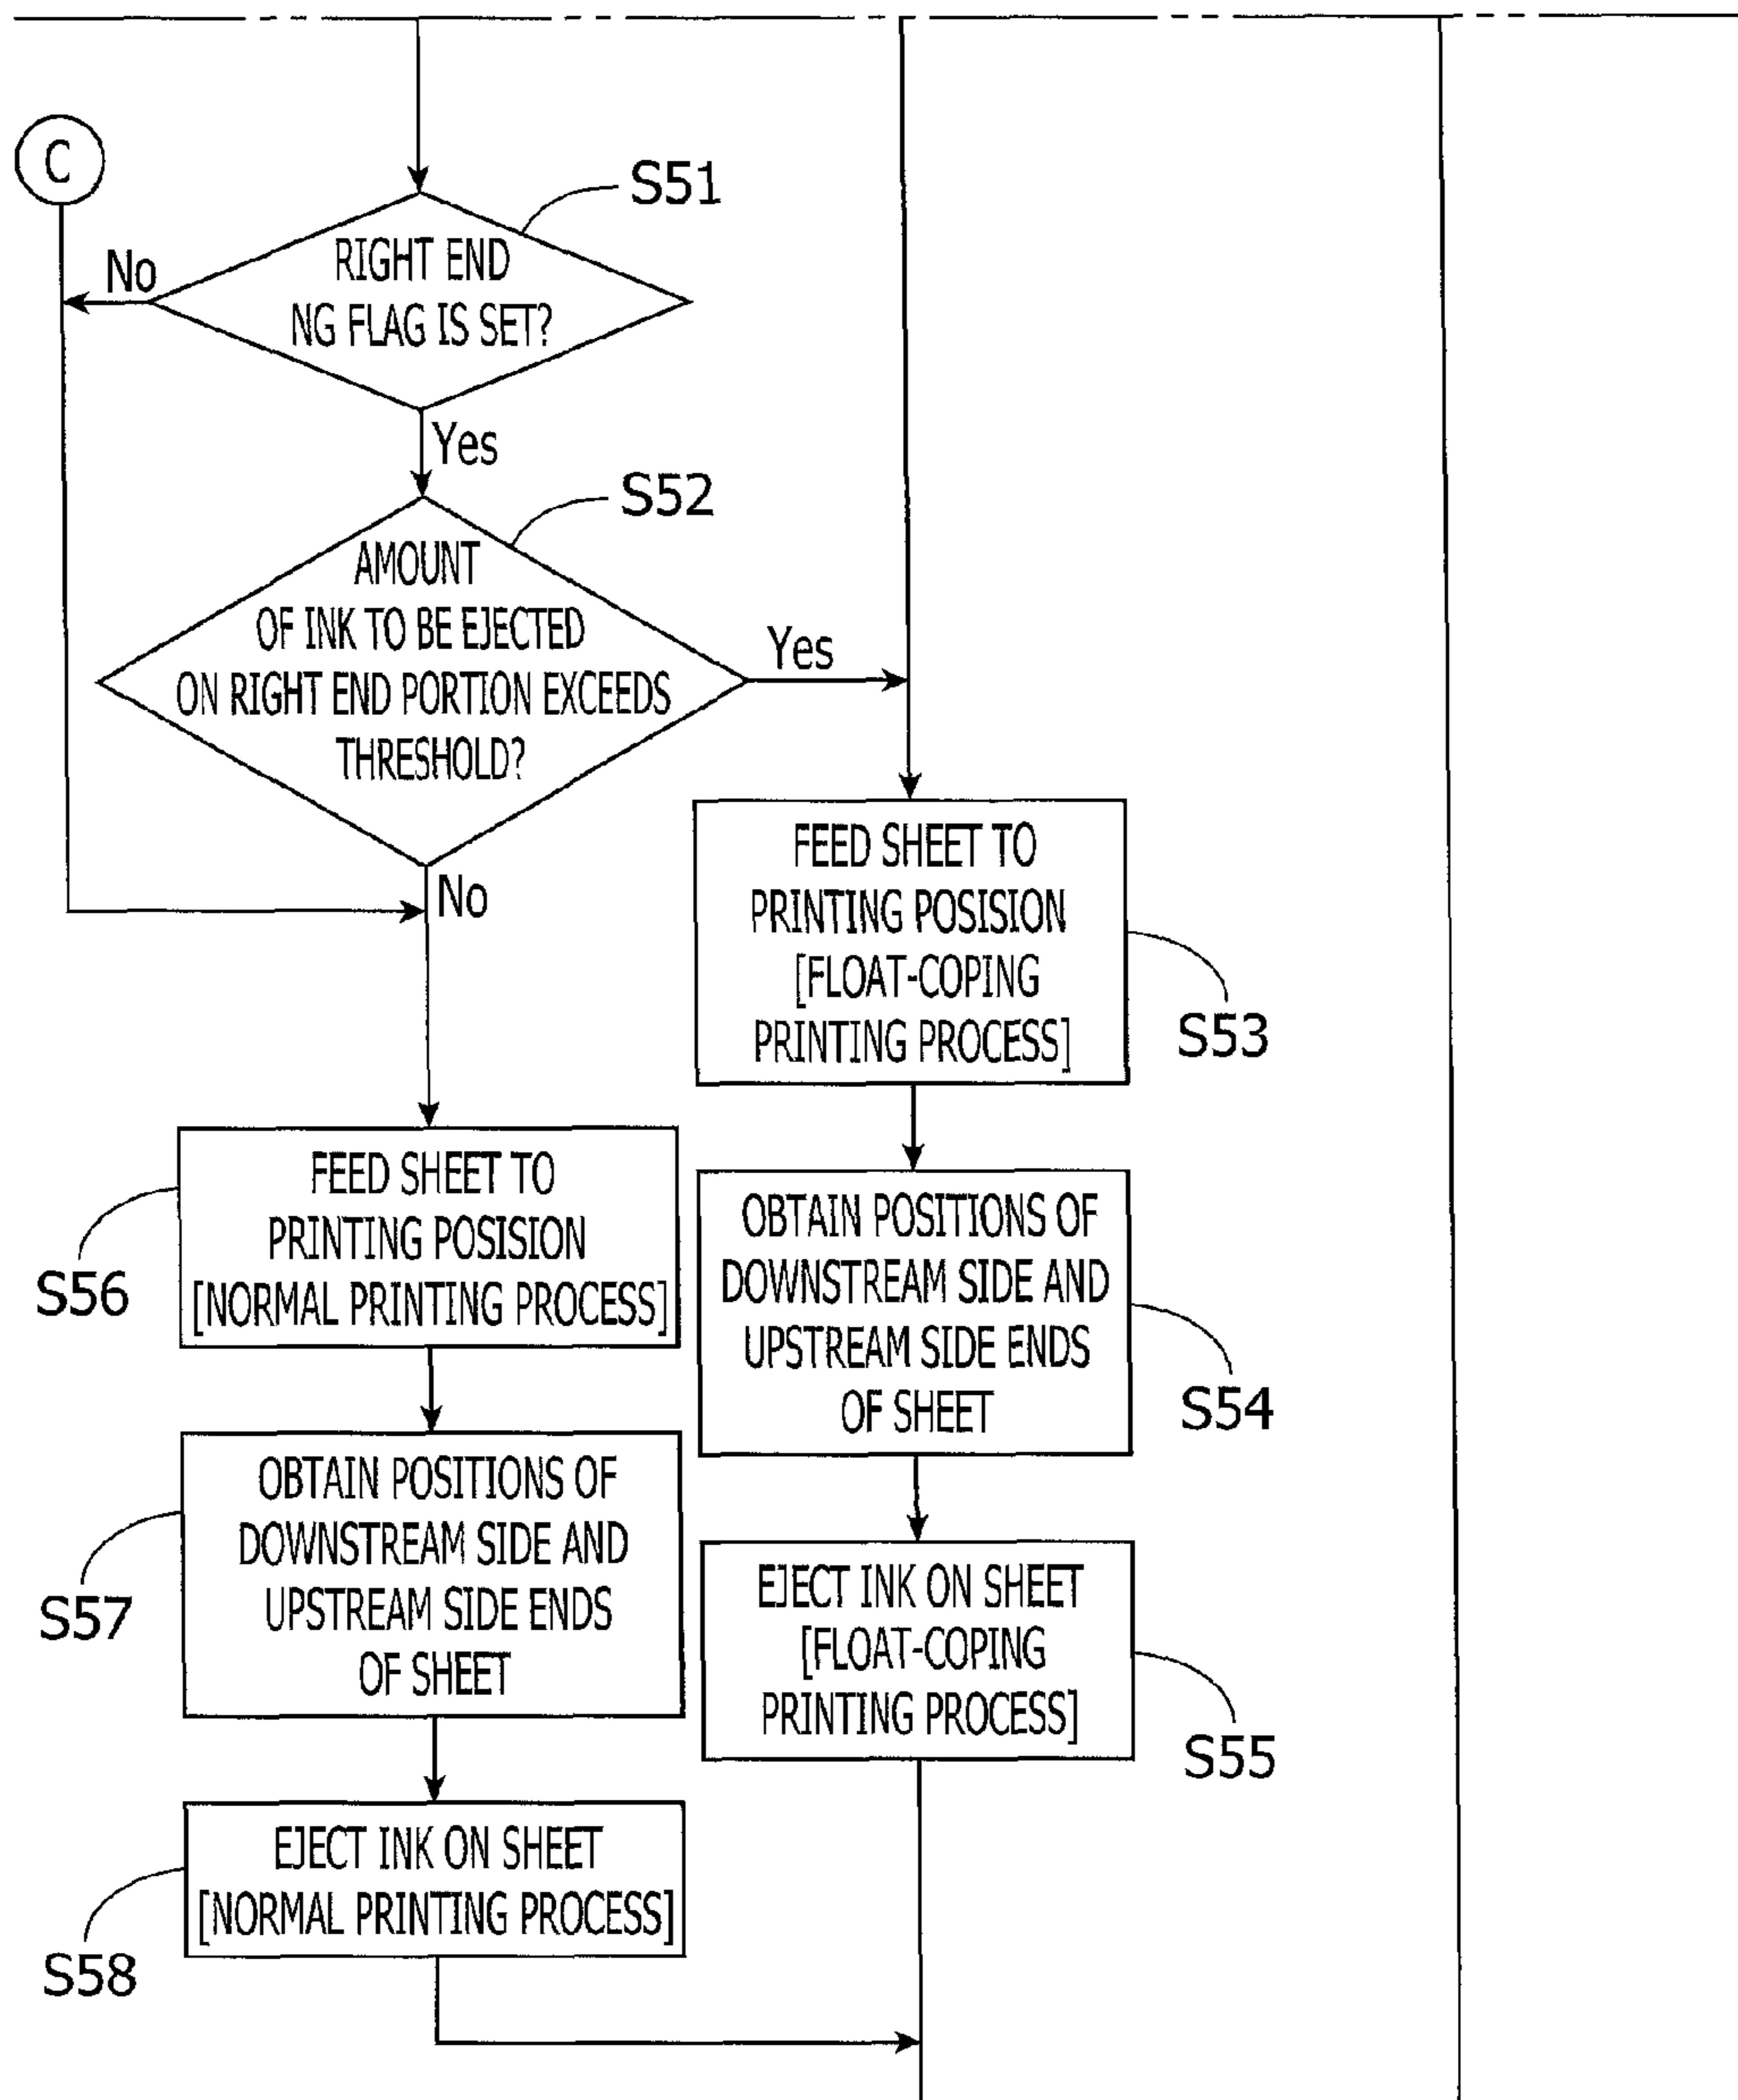 C
S51
No
RIGHT END
NG FLAG IS SET?
Yes
S52
AMOUNT
OF INK TO BE EJECTED
ON RIGHT END PORTION EXCEEDS
THRESHOLD?
Yes
No
FEED SHEET TO
PRINTING POSISION
[FLOAT-COPING
PRINTING PROCESS]
S53
FEED SHEET TO
PRINTING POSISION
[NORMAL PRINTING PROCESS]
S56
OBTAIN POSITIONS OF
DOWNSTREAM SIDE AND
UPSTREAM SIDE ENDS
OF SHEET
S54
OBTAIN POSITIONS OF
DOWNSTREAM SIDE AND
UPSTREAM SIDE ENDS
OF SHEET
S57
EJECT INK ON SHEET
[FLOAT-COPING
PRINTING PROCESS]
S55
EJECT INK ON SHEET
[NORMAL PRINTING PROCESS]
S58